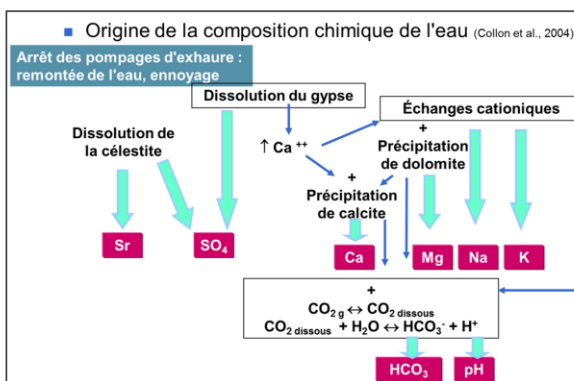 Origine de la composition chimique de l'eau (Collon et al., 2004)
Arrêt des pompages d'exhaure :
remontée de l'eau, ennoyage
Dissolution du gypse
Échanges cationiques
Dissolution de
la célestite
↑ Ca ++
+
Précipitation
de dolomite
+
Précipitation
de calcite
Sr
SO4
Ca
Mg
Na
K
+
CO2 g ↔ CO2 dissous
CO2 dissous + H2O ↔ HCO3- + H+
HCO3
pH